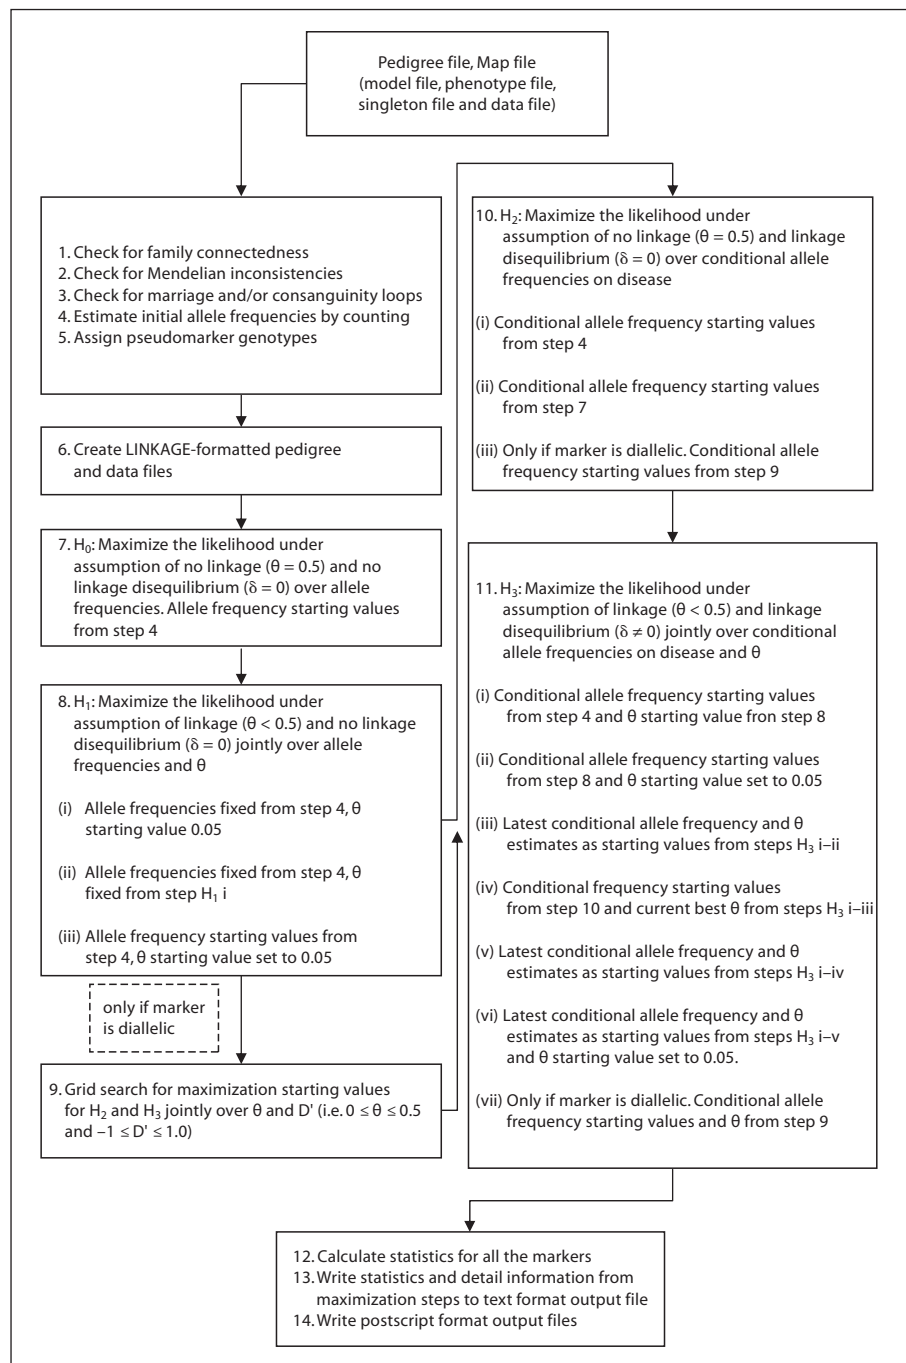 Pedigree file, Map file
(model file, phenotype file,
singleton file and data file)
1. Check for family connectedness
2. Check for Mendelian inconsistencies
3. Check for marriage and/or consanguinity loops
4. Estimate initial allele frequencies by counting
5. Assign pseudomarker genotypes
6. Create LINKAGE-formatted pedigree
and data files
7. H₀: Maximize the likelihood under
assumption of no linkage (θ = 0.5) and no
linkage disequilibrium (δ = 0) over allele
frequencies. Allele frequency starting values
from step 4
8. H₁: Maximize the likelihood under
assumption of linkage (θ < 0.5) and no linkage
disequilibrium (δ = 0) jointly over allele
frequencies and θ
(i) Allele frequencies fixed from step 4, θ
starting value 0.05
(ii) Allele frequencies fixed from step 4, θ
fixed from step H₁ i
(iii) Allele frequency starting values from
step 4, θ starting value set to 0.05
only if marker
is diallelic
9. Grid search for maximization starting values
for H₂ and H₃ jointly over θ and D' (i.e. 0 ≤ θ ≤ 0.5
and –1 ≤ D' ≤ 1.0)
10. H₂: Maximize the likelihood under
assumption of no linkage (θ = 0.5) and linkage
disequilibrium (δ = 0) over conditional allele
frequencies on disease
(i) Conditional allele frequency starting values
from step 4
(ii) Conditional allele frequency starting values
from step 7
(iii) Only if marker is diallelic. Conditional allele
frequency starting values from step 9
11. H₃: Maximize the likelihood under
assumption of linkage (θ < 0.5) and linkage
disequilibrium (δ ≠ 0) jointly over conditional
allele frequencies on disease and θ
(i) Conditional allele frequency starting values
from step 4 and θ starting value fron step 8
(ii) Conditional allele frequency starting values
from step 8 and θ starting value set to 0.05
(iii) Latest conditional allele frequency and θ
estimates as starting values from steps H₃ i–ii
(iv) Conditional frequency starting values
from step 10 and current best θ from steps H₃ i–iii
(v) Latest conditional allele frequency and θ
estimates as starting values from steps H₃ i–iv
(vi) Latest conditional allele frequency and θ
estimates as starting values from steps H₃ i–v
and θ starting value set to 0.05.
(vii) Only if marker is diallelic. Conditional allele
frequency starting values and θ from step 9
12. Calculate statistics for all the markers
13. Write statistics and detail information from
maximization steps to text format output file
14. Write postscript format output files